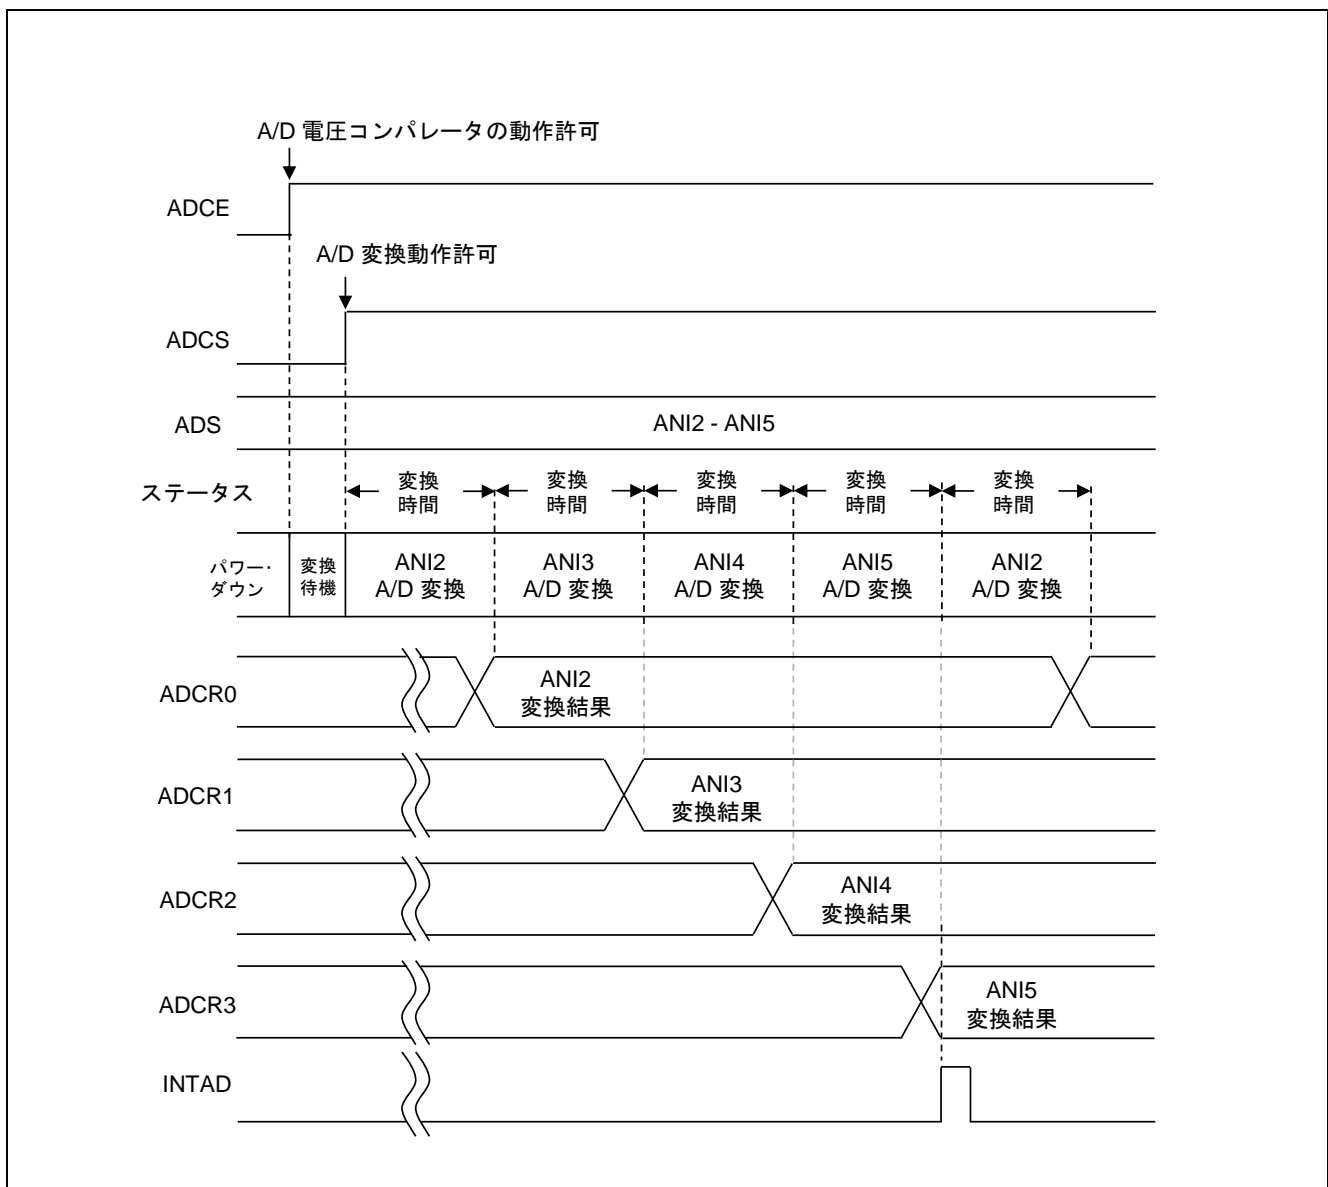 A/D 電圧コンパレータの動作許可
ADCE
A/D 変換動作許可
ADCS
ADS
ANI2 - ANI5
ステータス
変換
時間
変換
時間
変換
時間
変換
時間
変換
時間
パワー・
ダウン
変換
待機
ANI2
A/D 変換
ANI3
A/D 変換
ANI4
A/D 変換
ANI5
A/D 変換
ANI2
A/D 変換
ADCR0
ANI2
変換結果
ADCR1
ANI3
変換結果
ADCR2
ANI4
変換結果
ADCR3
ANI5
変換結果
INTAD